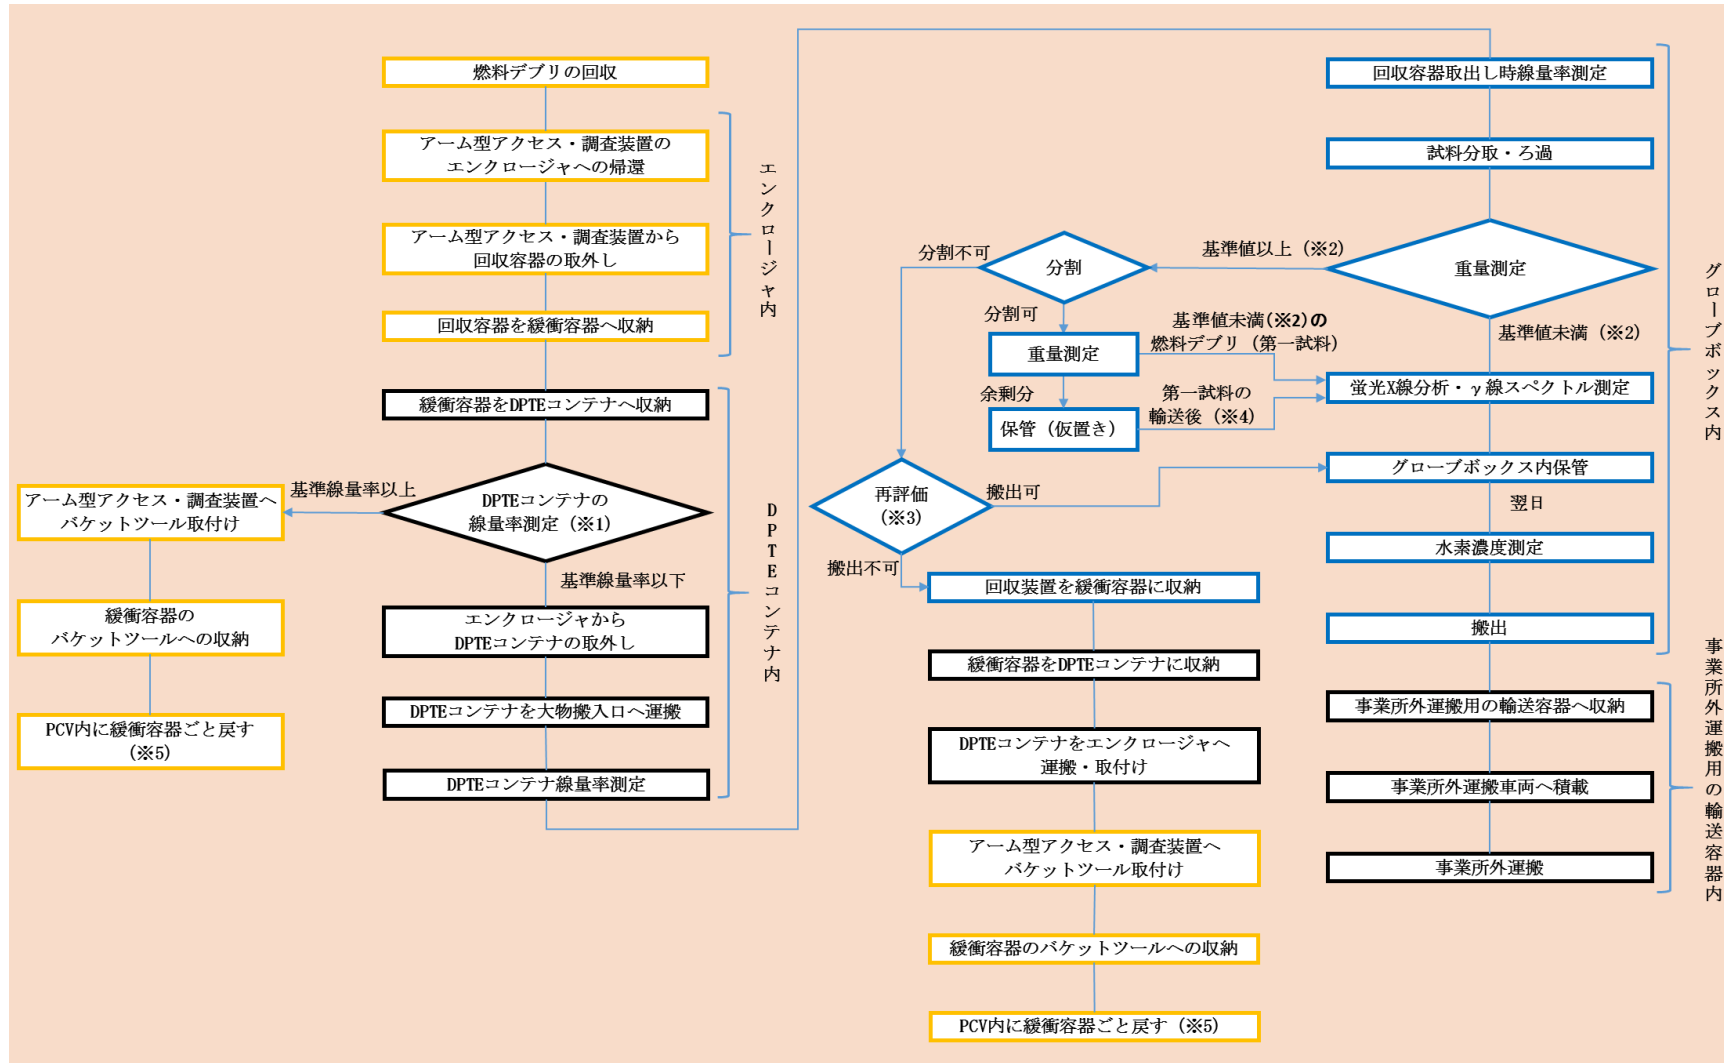 燃料デブリの回収
アーム型アクセス・調査装置の
エンクロージャへの帰還
アーム型アクセス・調査装置から
回収容器の取外し
回収容器を緩衝容器へ収納
エンクロージャ内
緩衝容器をDPTEコンテナへ収納
DPTEコンテナの
線量率測定(※1)
基準線量率以上
アーム型アクセス・調査装置へ
バケットツール取付け
緩衝容器の
バケットツールへの収納
PCV内に緩衝容器ごと戻す
(※5)
基準線量率以下
エンクロージャから
DPTEコンテナの取外し
DPTEコンテナを大物搬入口へ運搬
DPTEコンテナ線量率測定
DPTEコンテナ内
回収容器取出し時線量率測定
試料分取・ろ過
重量測定
基準値以上(※2)
分割
分割不可
分割可
重量測定
基準値未満(※2)の
燃料デブリ(第一試料)
余剰分
保管(仮置き)
第一試料の
輸送後(※4)
基準値未満(※2)
蛍光X線分析・γ線スペクトル測定
グローブボックス内保管
翌日
水素濃度測定
搬出
グローブボックス内
再評価
(※3)
搬出可
搬出不可
回収装置を緩衝容器に収納
緩衝容器をDPTEコンテナに収納
DPTEコンテナをエンクロージャへ
運搬・取付け
アーム型アクセス・調査装置へ
バケットツール取付け
緩衝容器のバケットツールへの収納
PCV内に緩衝容器ごと戻す(※5)
事業所外運搬用の輸送容器へ収納
事業所外運搬車両へ積載
事業所外運搬
事業所外運搬用の輸送容器内